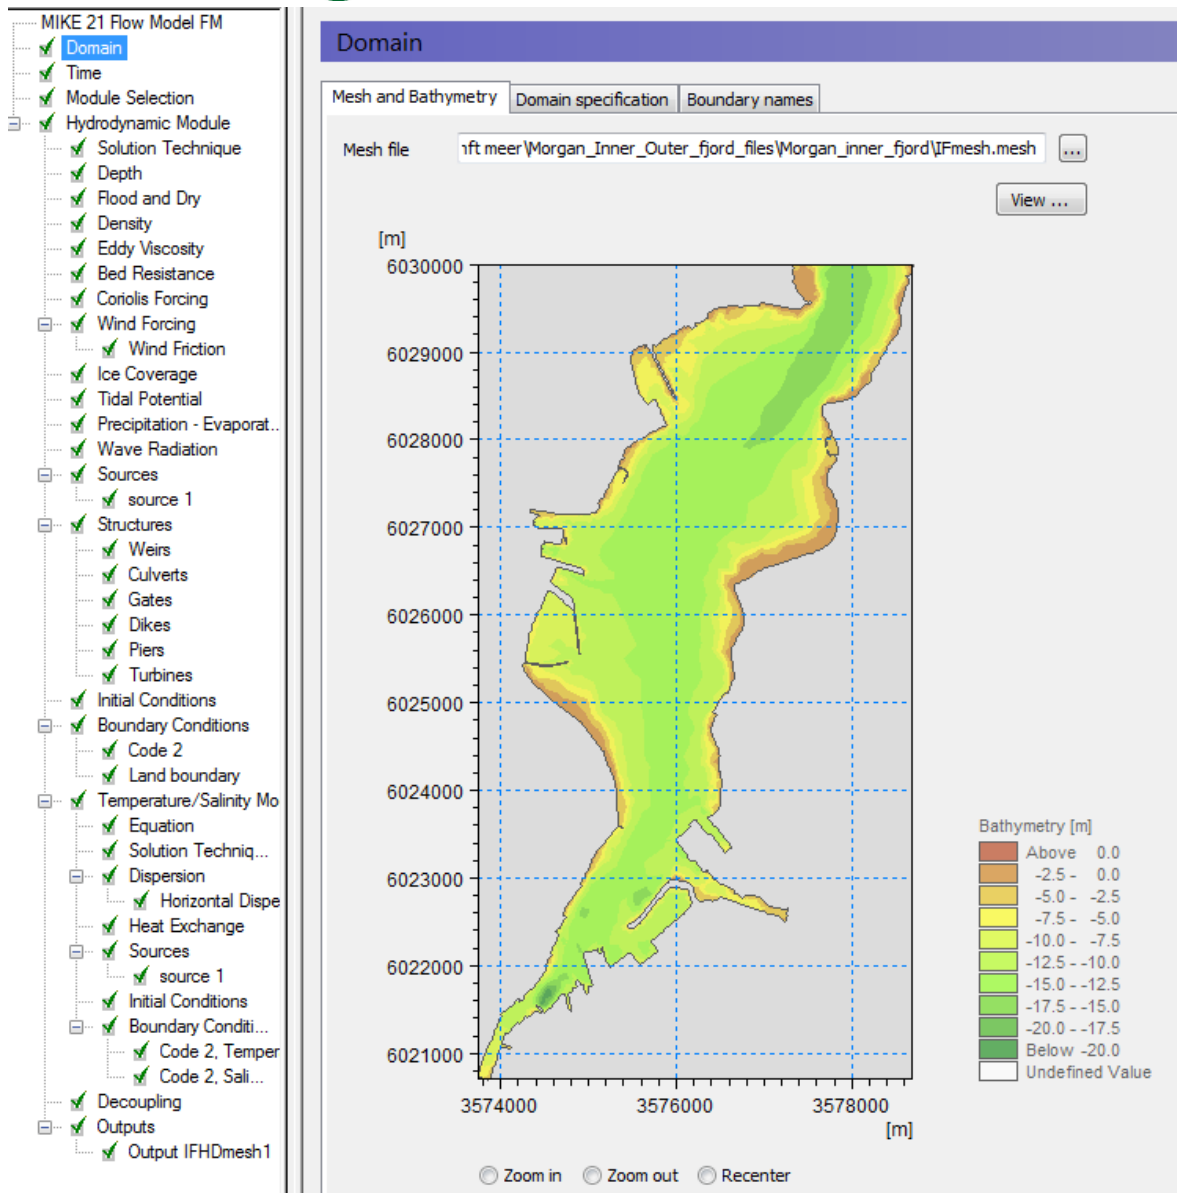 MIKE 21 Flow Model FM
Domain
Time
Module Selection
Hydrodynamic Module
Solution Technique
Depth
Flood and Dry
Density
Eddy Viscosity
Bed Resistance
Coriolis Forcing
Wind Forcing
Wind Friction
Ice Coverage
Tidal Potential
Precipitation - Evaporat...
Wave Radiation
Sources
source 1
Structures
Weirs
Culverts
Gates
Dikes
Piers
Turbines
Initial Conditions
Boundary Conditions
Code 2
Land boundary
Temperature/Salinity Mo
Equation
Solution Techniq...
Dispersion
Horizontal Dispe
Heat Exchange
Sources
source 1
Initial Conditions
Boundary Conditi...
Code 2, Temper
Code 2, Sali...
Decoupling
Outputs
Output IFHDmesh1
Domain
Mesh and Bathymetry Domain specification Boundary names
Mesh file nft meer\Morgan_Inner_Outer_fjord_files\Morgan_inner_fjord\IFmesh.mesh ...
View ...
[m]
6030000
6029000
6028000
6027000
6026000
6025000
6024000
6023000
6022000
6021000
3574000 3576000 3578000
[m]
Bathymetry [m]
Above 0.0
-2.5 - 0.0
-5.0 - -2.5
-7.5 - -5.0
-10.0 - -7.5
-12.5 - -10.0
-15.0 - -12.5
-17.5 - -15.0
-20.0 - -17.5
Below -20.0
Undefined Value
Zoom in Zoom out Recenter